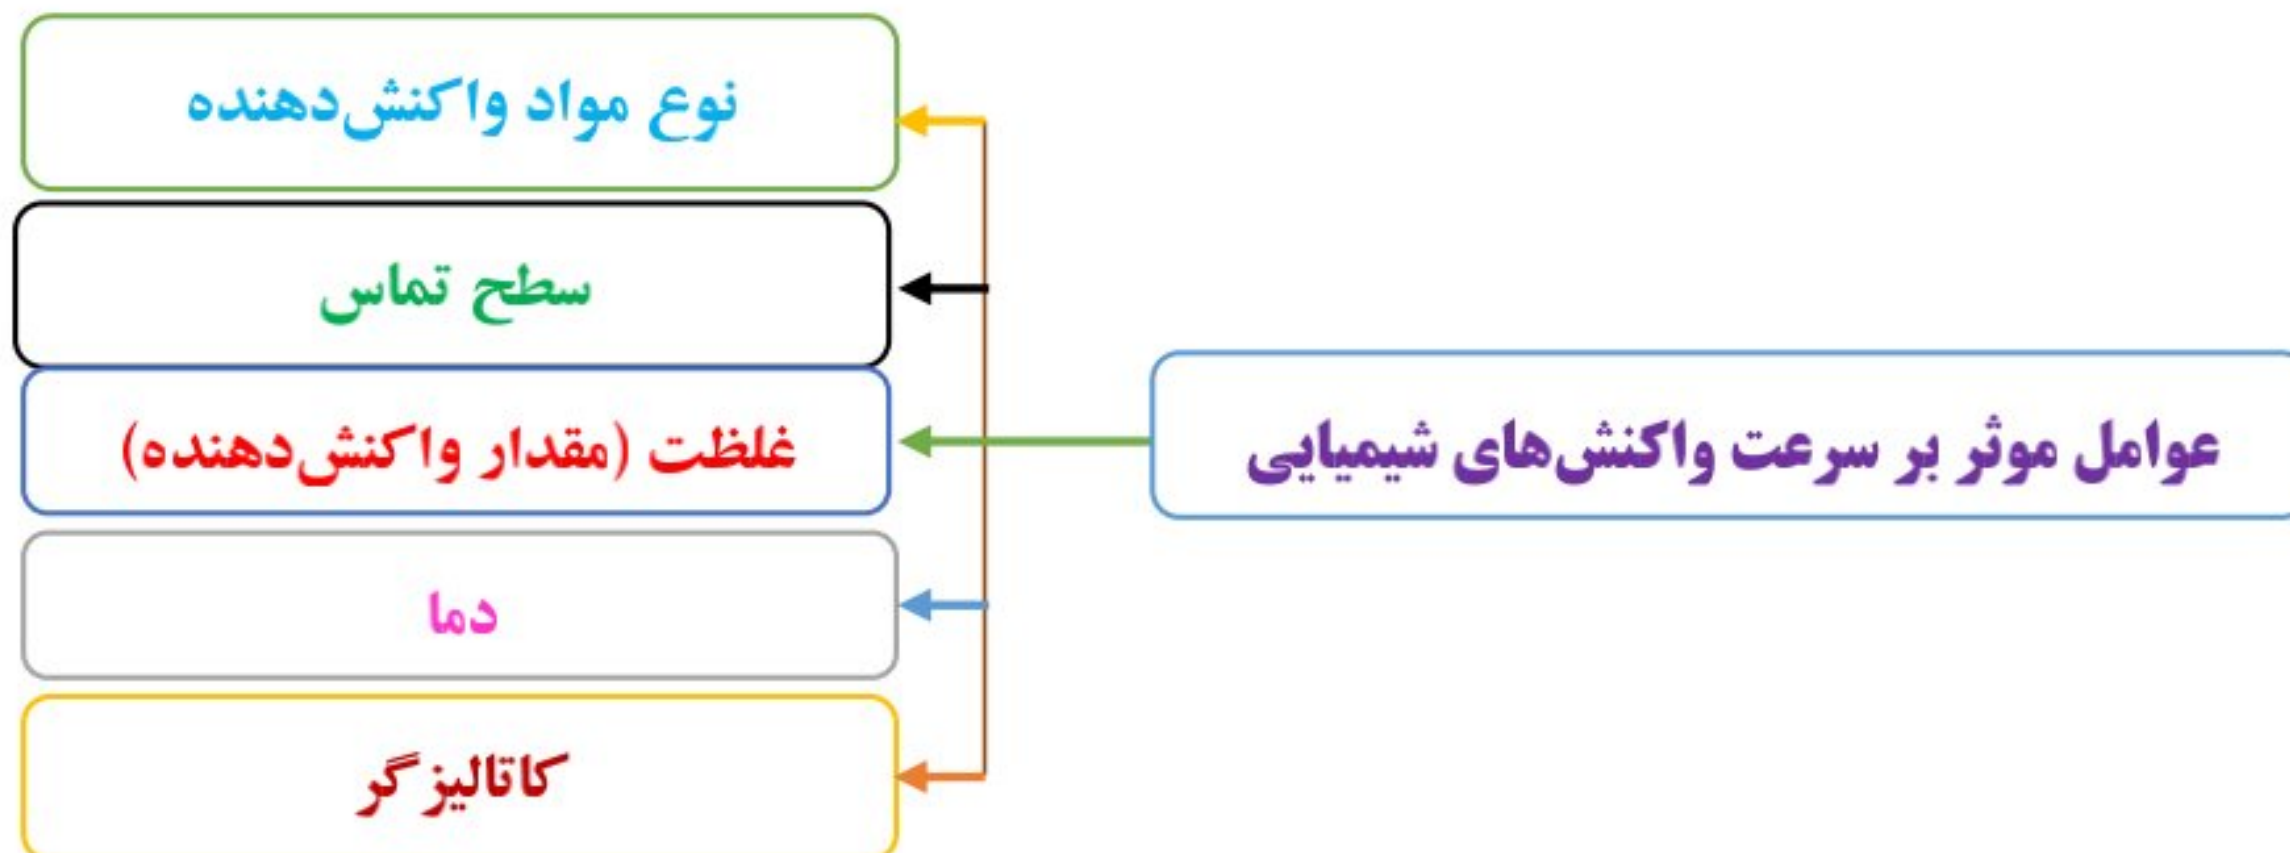 عوامل موثر بر سرعت واکنش‌های شیمیایی
نوع مواد واکنش‌دهنده
سطح تماس
غلظت (مقدار واکنش‌دهنده)
دما
کاتالیزگر